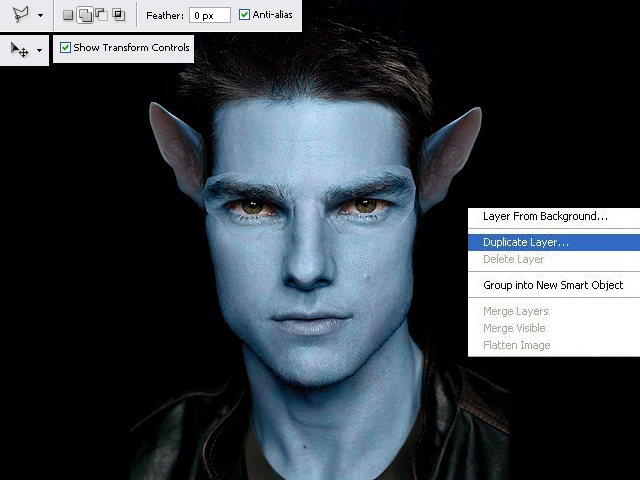 Feather: 0 px Anti-alias
Show Transform Controls
Layer From Background...
Duplicate Layer...
Delete Layer
Group into New Smart Object
Merge Layers
Merge Visible
Flatten Image